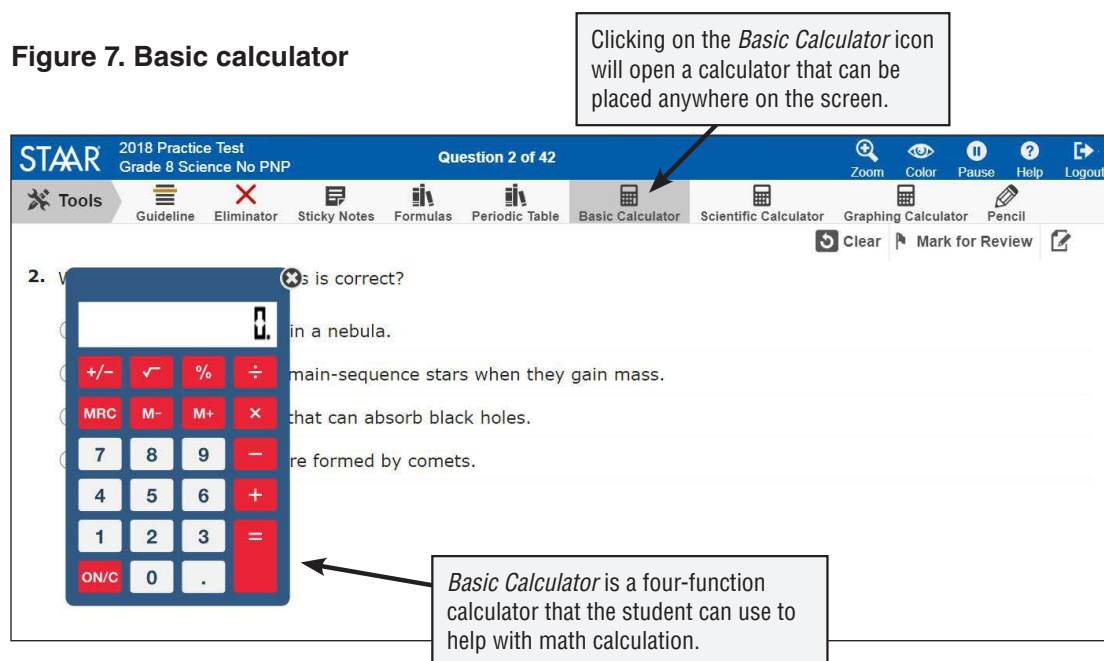 Figure 7. Basic calculator
Clicking on the Basic Calculator icon
will open a calculator that can be
placed anywhere on the screen.
STAAR
2018 Practice Test
Grade 8 Science No PNP
Question 2 of 42
Zoom
Color
Pause
Help
Logout
Tools
Guideline
Eliminator
Sticky Notes
Formulas
Periodic Table
Basic Calculator
Scientific Calculator
Graphing Calculator
Pencil
Clear
Mark for Review
2. is correct?
in a nebula.
main-sequence stars when they gain mass.
that can absorb black holes.
formed by comets.
0.
+/- √ % ÷
MRC M- M+ ×
7 8 9 −
4 5 6 +
1 2 3 =
ON/C 0 .
Basic Calculator is a four-function
calculator that the student can use to
help with math calculation.